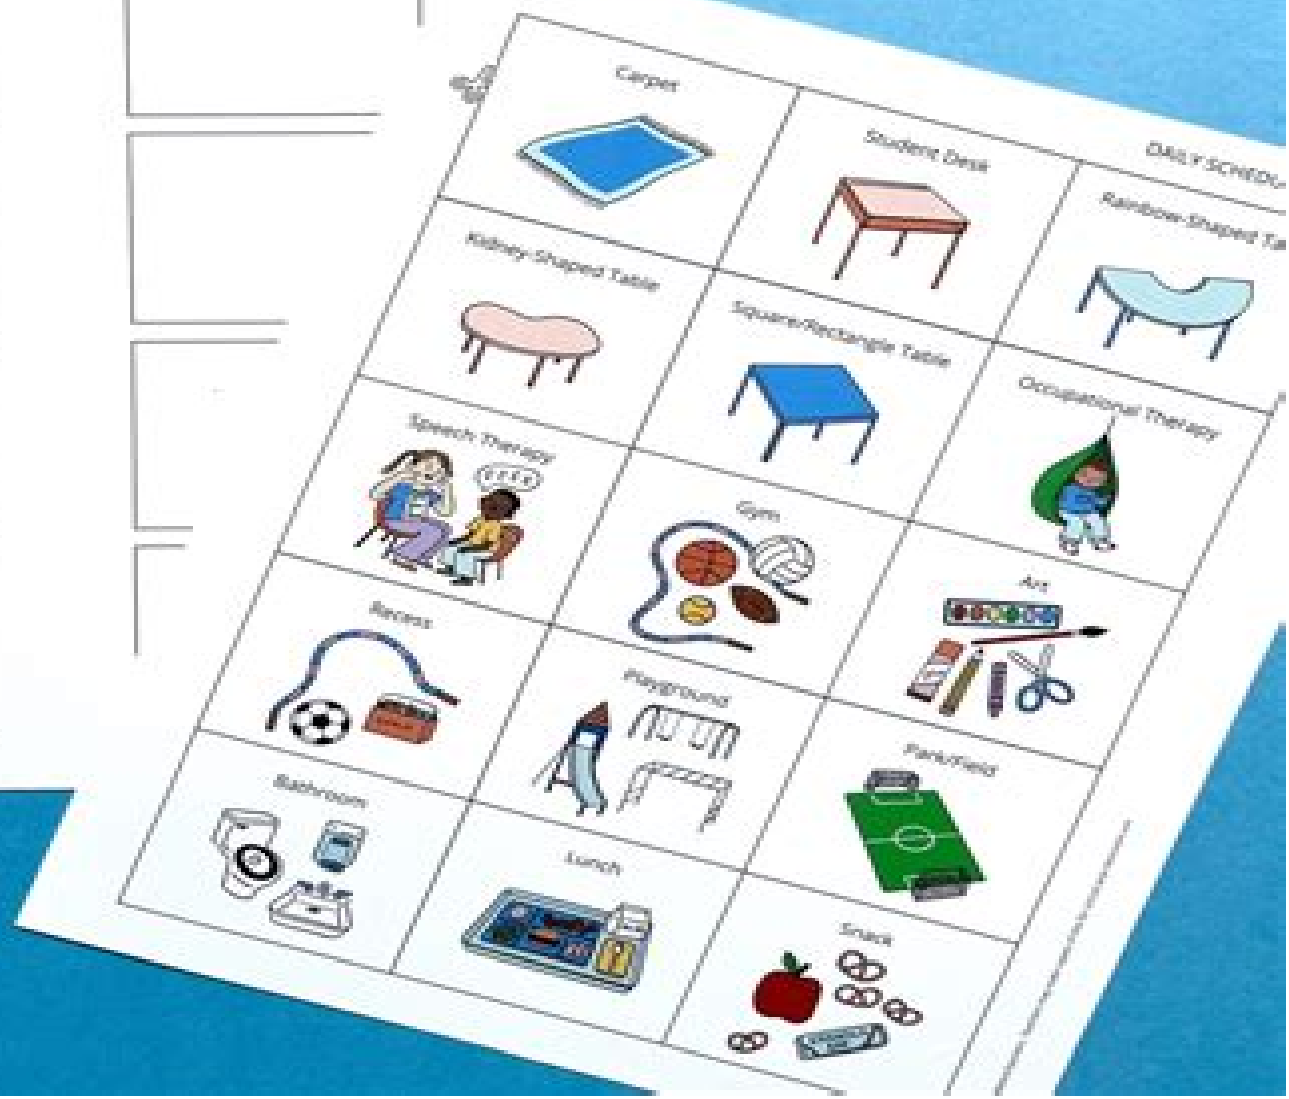 DAILY SCHEDU
Carpet
Student Desk
Rainbow-Shaped Ta
Kidney-Shaped Table
Square/Rectangle Table
Occupational Therapy
Speech Therapy
Gym
Art
Recess
Playground
Park/Field
Bathroom
Lunch
Snack